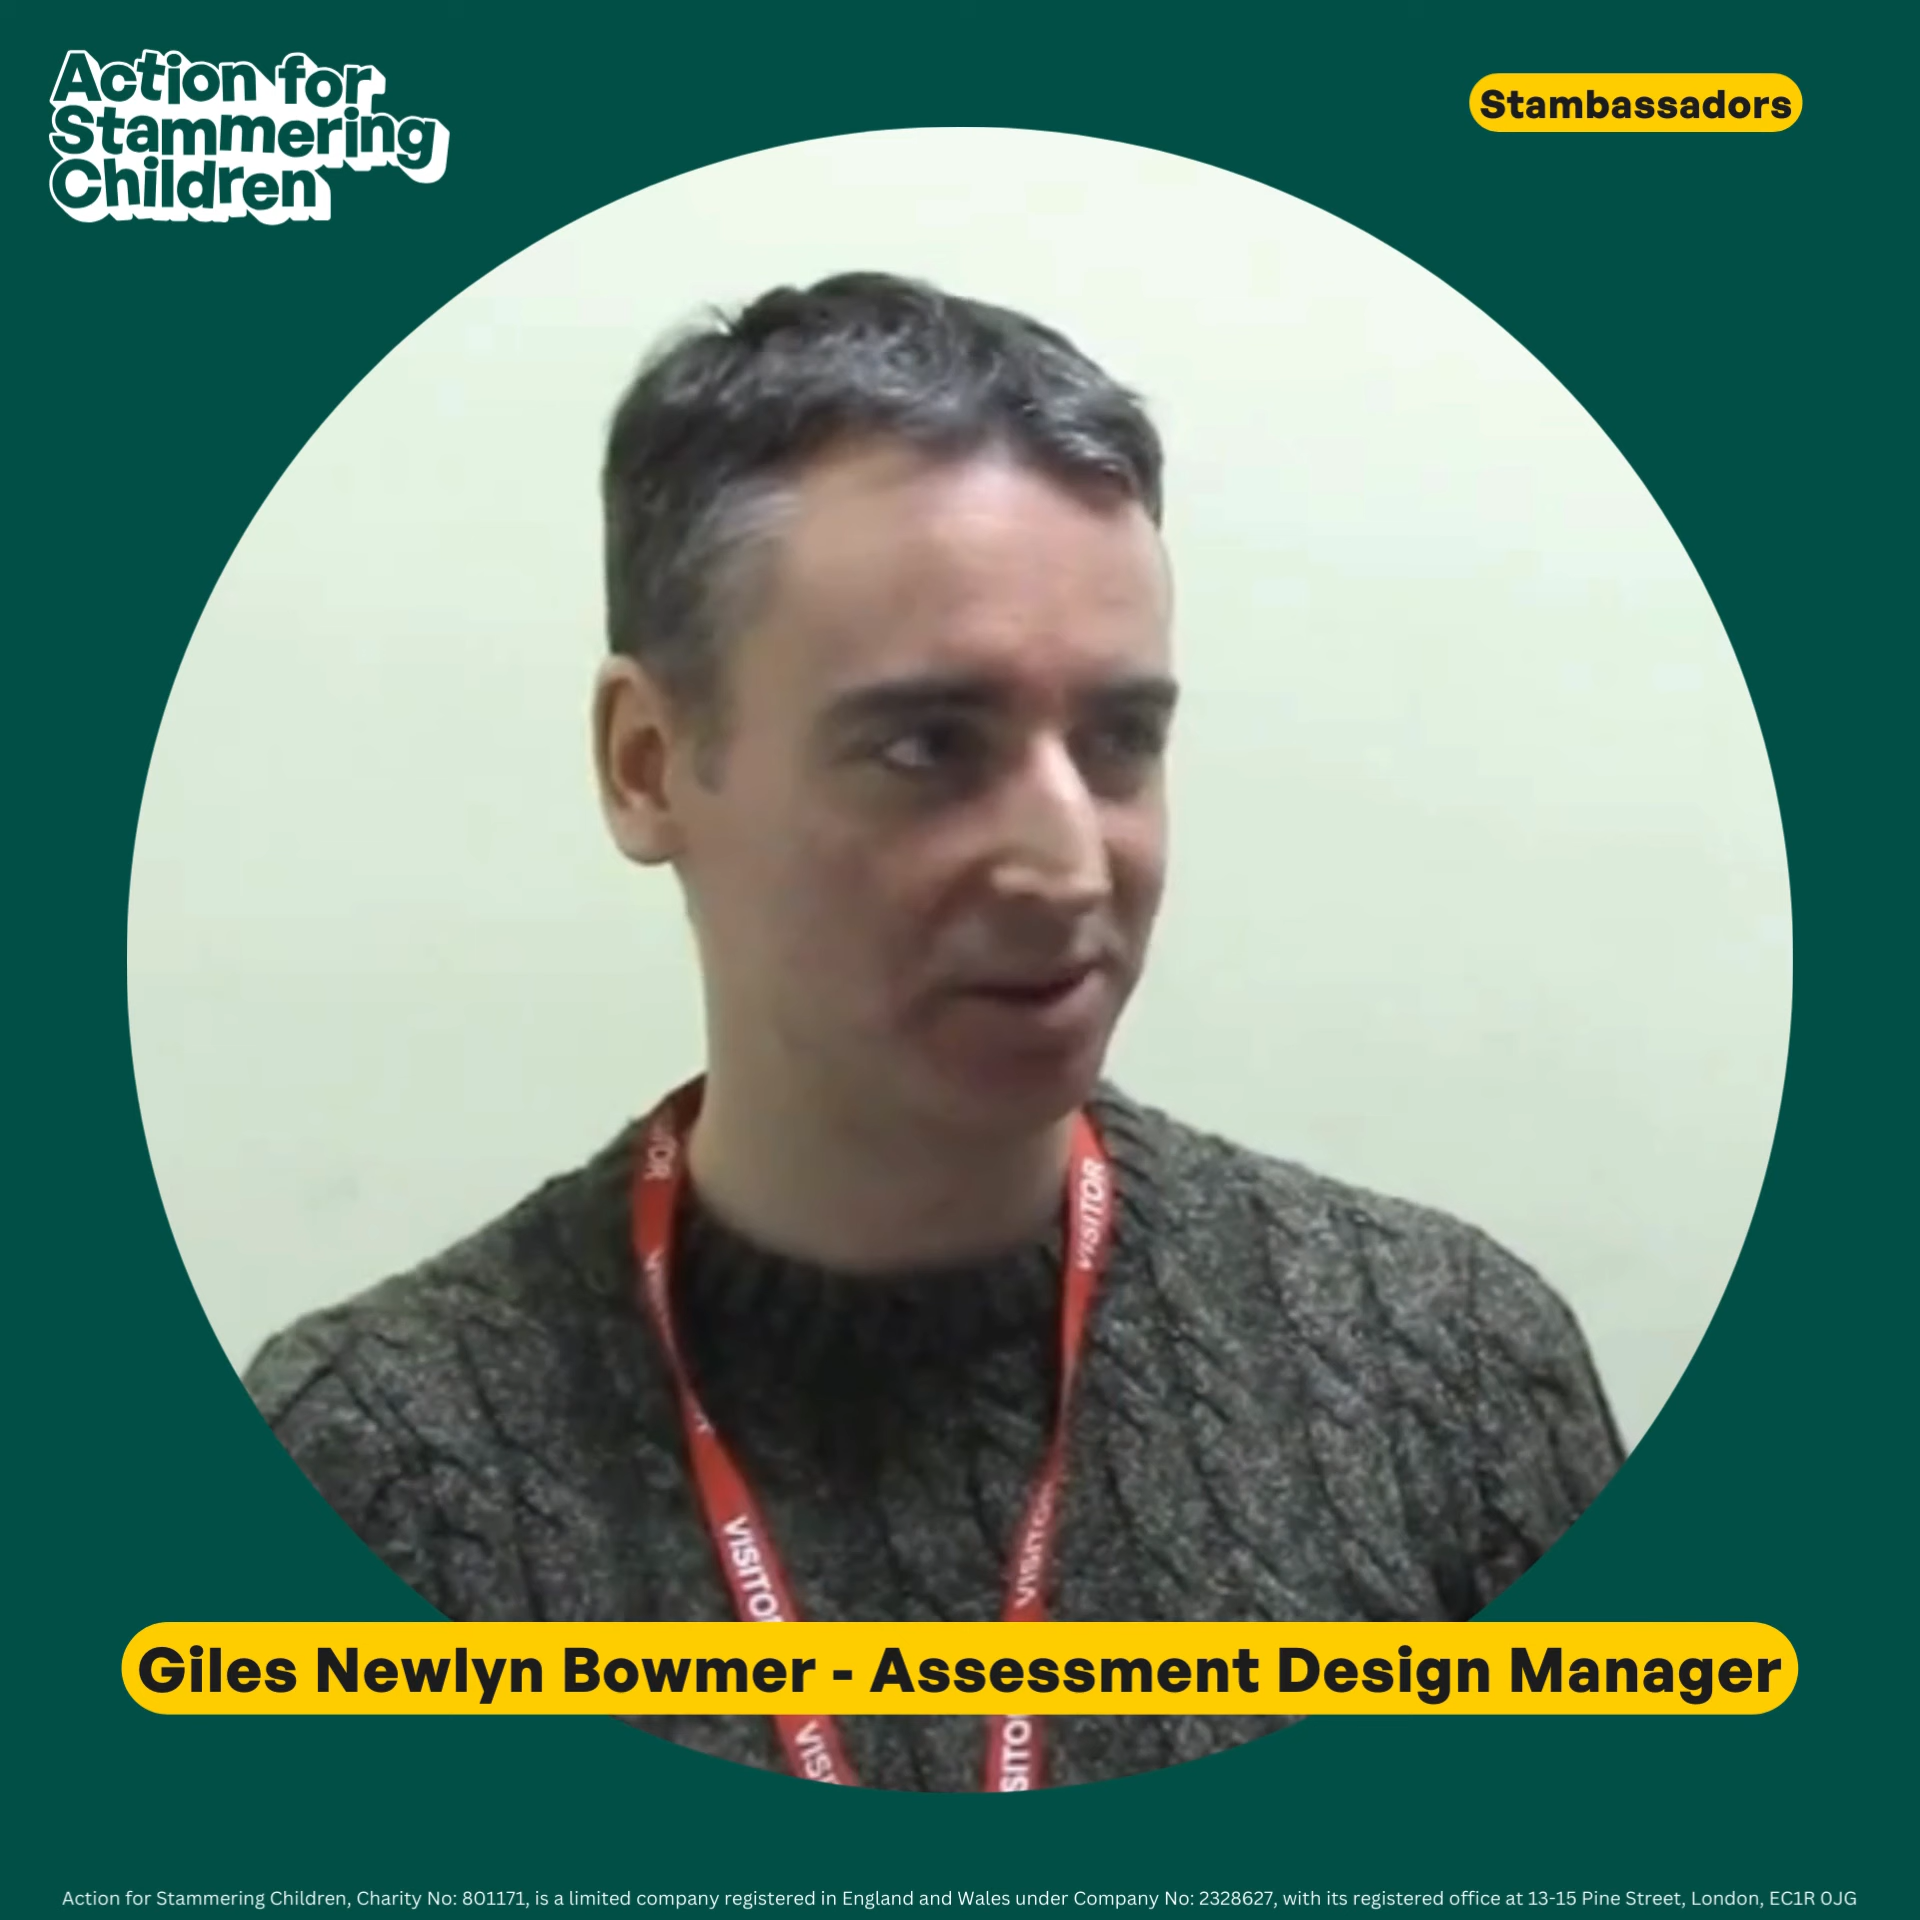 Action for
Stammering
Children
Stambassadors
VISITOR
VISITOR
Giles Newlyn Bowmer - Assessment Design Manager
Action for Stammering Children, Charity No: 801171, is a limited company registered in England and Wales under Company No: 2328627, with its registered office at 13-15 Pine Street, London, EC1R 0JG